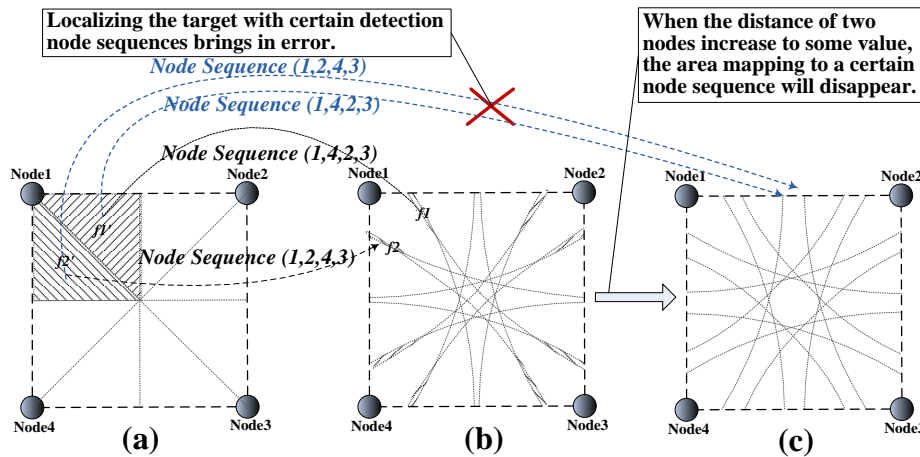 Localizing the target with certain detection
node sequences brings in error.
When the distance of two
nodes increase to some value,
the area mapping to a certain
node sequence will disappear.
Node Sequence (1,2,4,3)
Node Sequence (1,4,2,3)
Node Sequence (1,4,2,3)
Node1
Node2
Node1
Node2
Node1
Node2
f1'
f1
f2'
f2
Node Sequence (1,2,4,3)
Node4
Node3
Node4
Node3
Node4
Node3
(a)
(b)
(c)